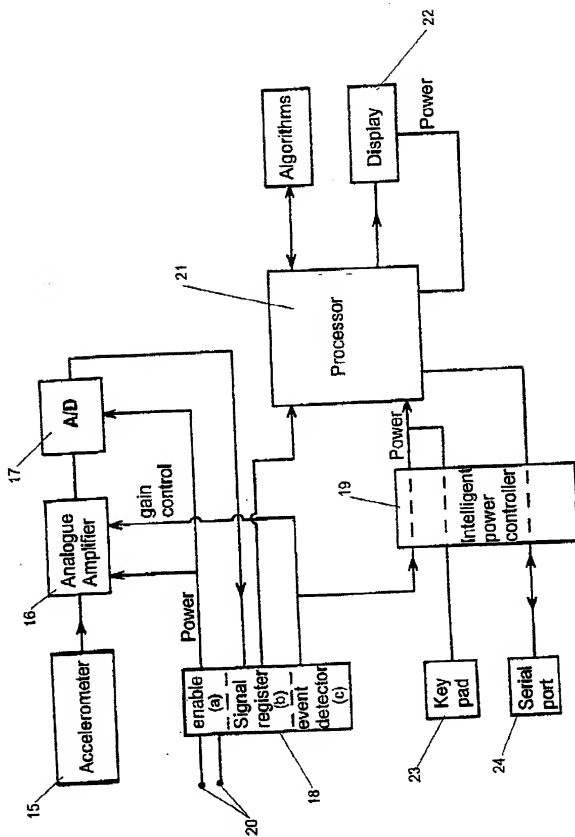 15
Accelerometer
16
Analogue
Amplifier
17
A/D
Power
gain
control
enable
(a)
Signal
register
(b)
event
detector
(c)
20
18
21
Processor
Algorithms
22
Display
Power
Power
19
Intelligent
power
controller
Key
pad
23
Serial
port
24